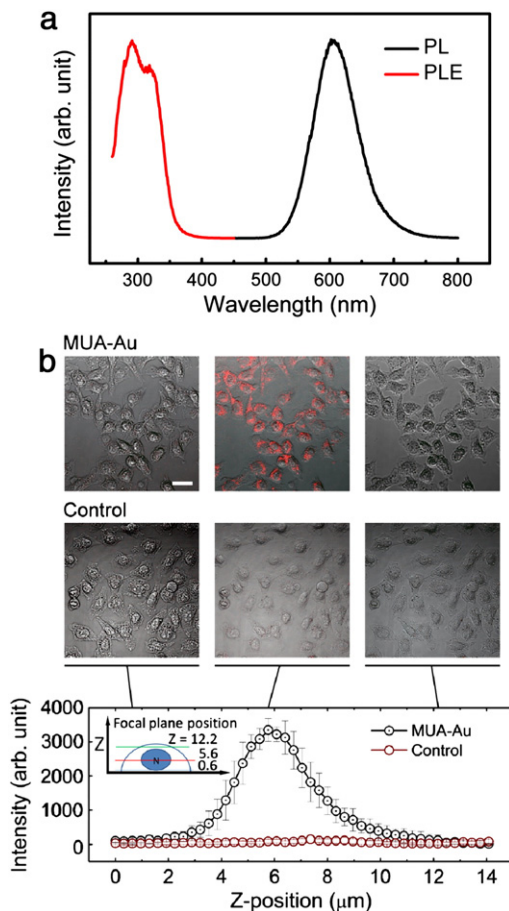 a
PL
PLE
Intensity (arb. unit)
300 400 500 600 700 800
Wavelength (nm)
b
MUA-Au
Control
4000
3000
2000
1000
0
Intensity (arb. unit)
Focal plane position
Z
Z = 12.2
5.6
0.6
N
MUA-Au
Control
0 2 4 6 8 10 12 14
Z-position (μm)